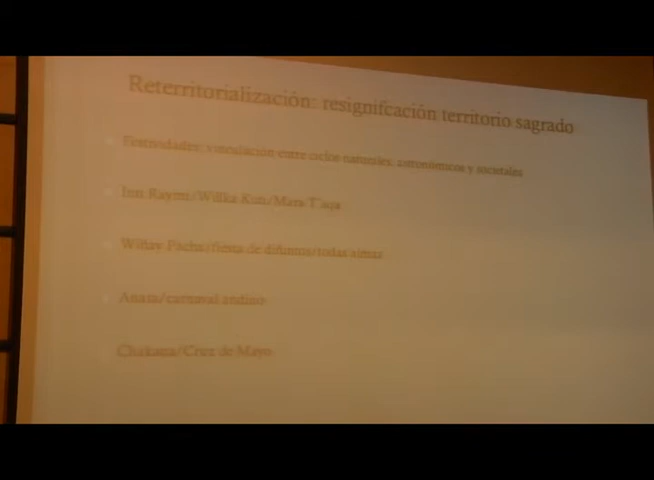 Reterritorialización: resignifcación territorio sagrado
Festividades: vinculación entre ciclos naturales, astronómicos y societales
Inti Raymi/Willka Kuti/Mara T´aqa
Wiñay Pacha/fiesta de difuntos/todas almas
Anata/carnaval andino
Chakana/Cruz de Mayo